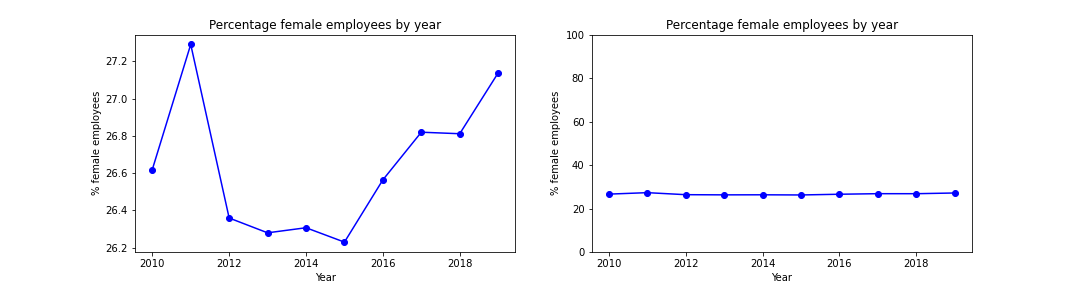 Percentage female employees by year
27.2
27.0
26.8
26.6
26.4
26.2
% female employees
2010 2012 2014 2016 2018
Year
Percentage female employees by year
100
80
60
40
20
0
% female employees
2010 2012 2014 2016 2018
Year